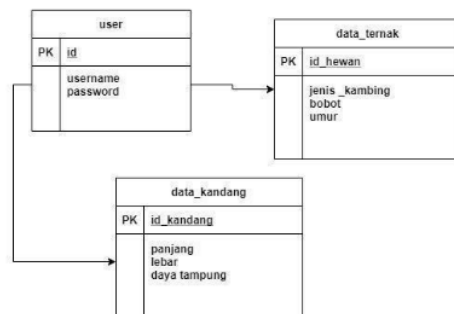 user
PK id
username
password
data_ternak
PK id_hewan
jenis _kambing
bobot
umur
data_kandang
PK id_kandang
panjang
lebar
daya tampung